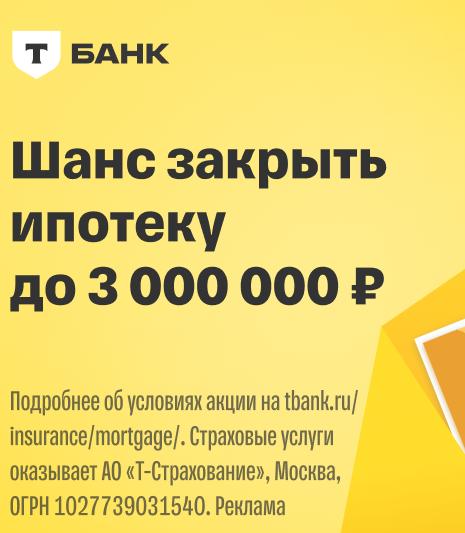 Т БАНК
Шанс закрыть
ипотеку
до 3 000 000 ₽
Подробнее об условиях акции на tbank.ru/
insurance/mortgage/. Страховые услуги
оказывает АО «Т-Страхование», Москва,
ОГРН 1027739031540. Реклама